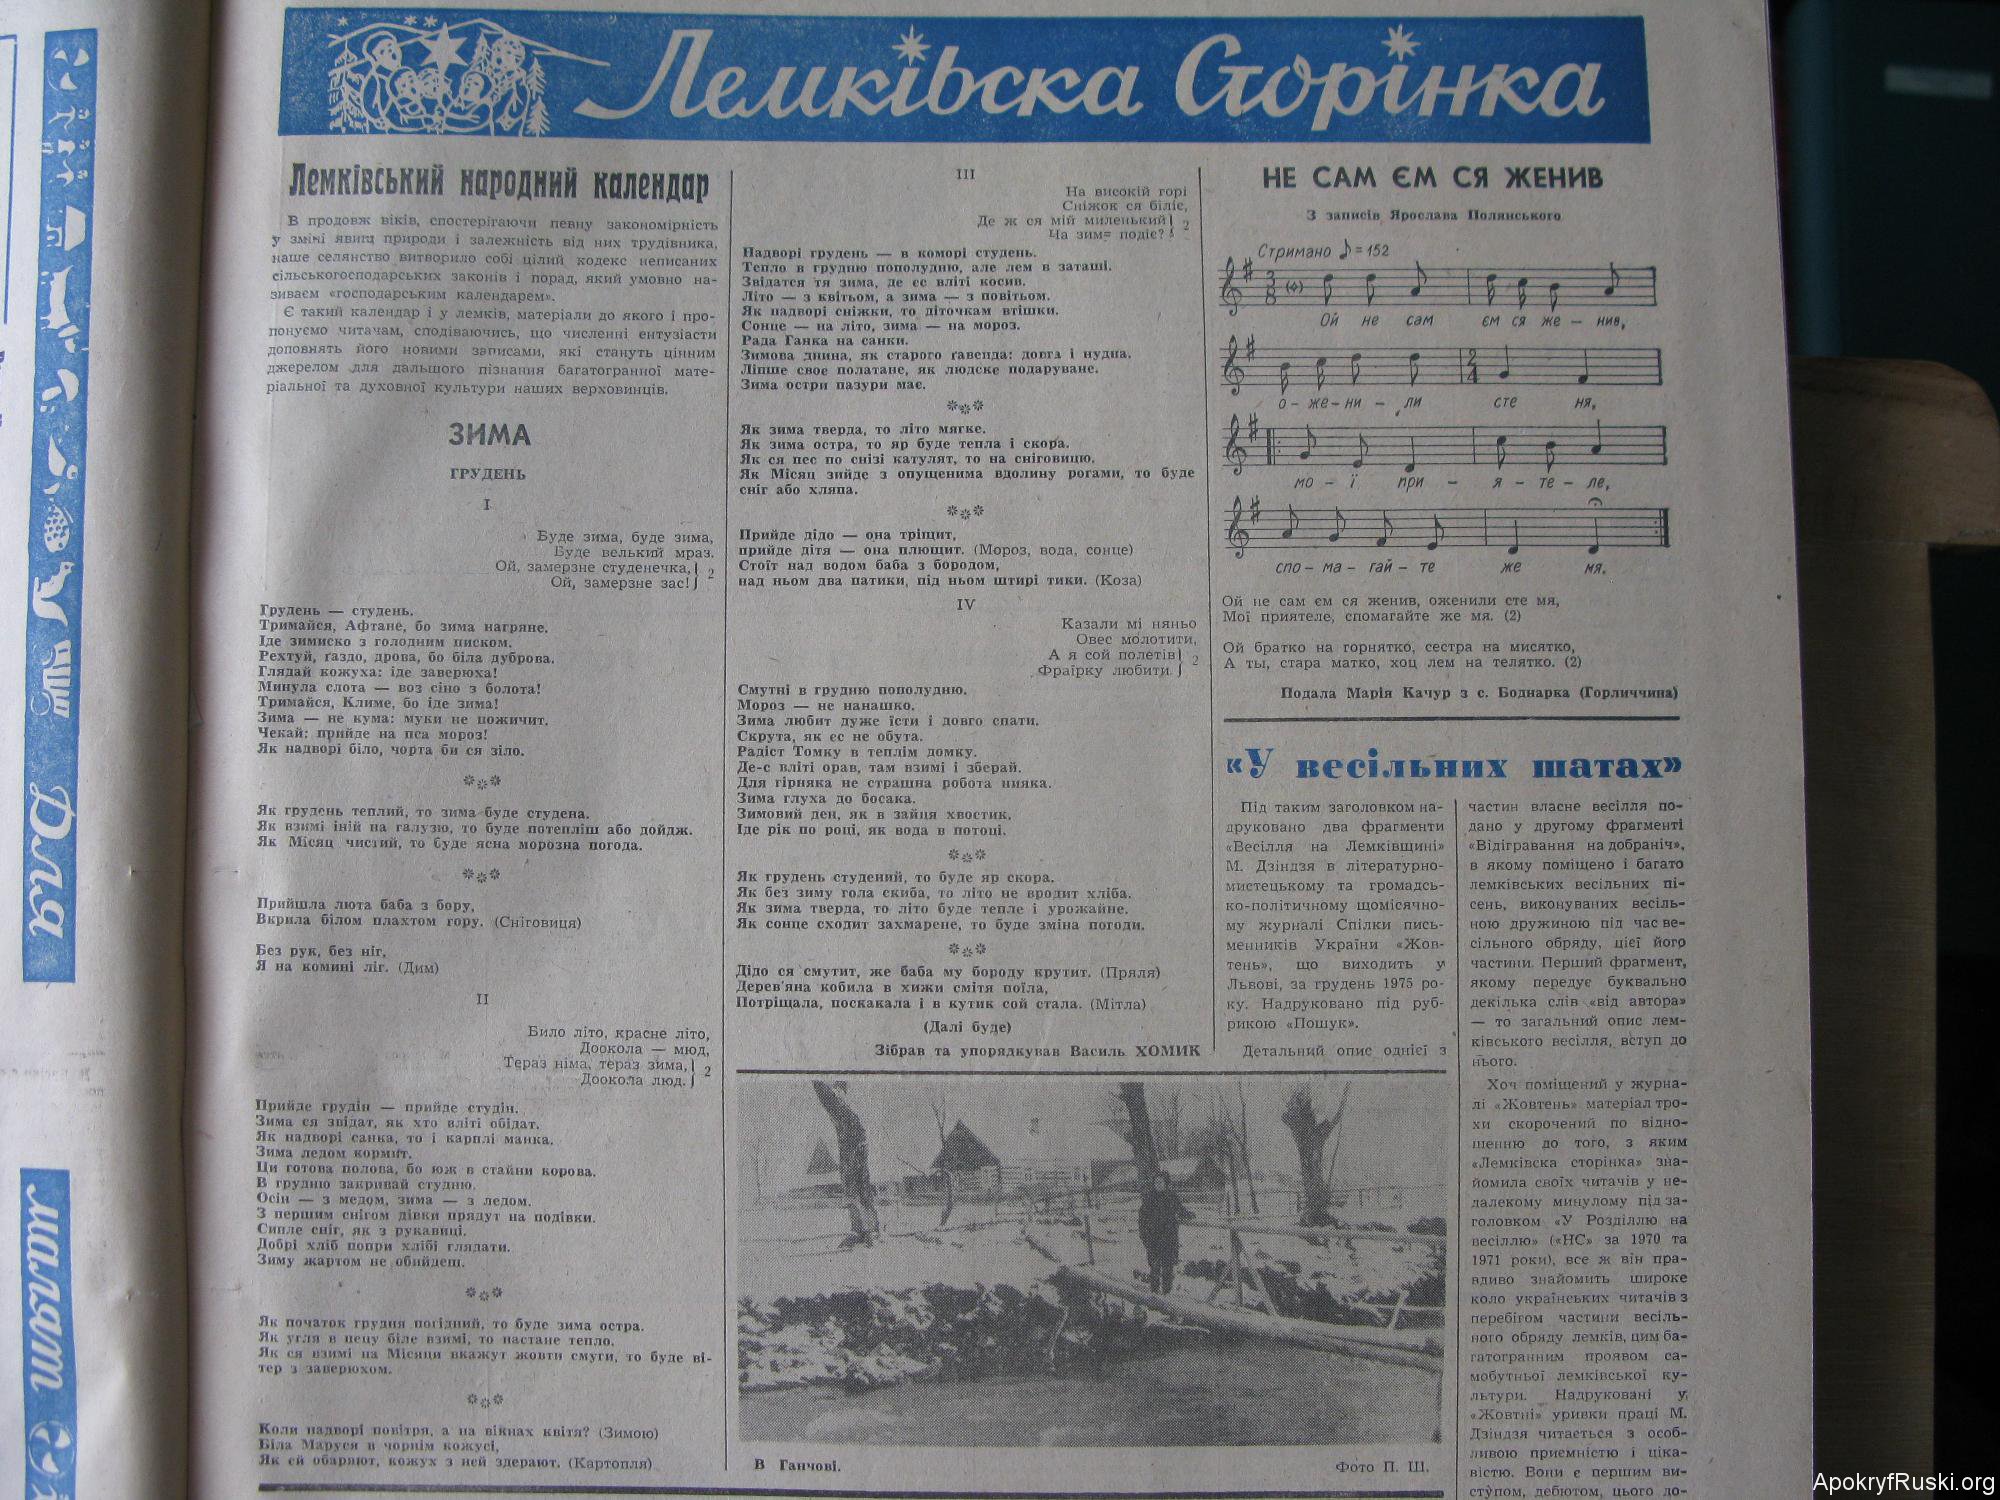 Лемківска Сторінка
Лемківський народний календар
В продовж віків, спостерігаючи певну закономірність
у зміні явищ природи і залежність від них трудівника,
наше селянство витворило собі цілий кодекс неписаних
сільськогосподарських законів і порад, який умовно на-
зиваєм «господарським календарем».
Є такий календар і у лемків, матеріали до якого і про-
понуємо читачам, сподіваючись, що численні ентузіасти
доповнять його новими записами, які стануть цінним
джерелом для дальшого пізнання багатогранної мате-
ріальної та духовної культури наших верховинців.
ЗИМА
ГРУДЕНЬ
I
Буде зима, буде зима,
Буде велький мраз.
Ой, замерзне студенечка,
Ой, замерзне зас! 2
Грудень — студень.
Тримайся, Афтане, бо зима нагряне.
Іде зимиско з голодним писком.
Рехтуй, ґаздо, дрова, бо біла дуброва.
Глядай кожуха: іде заверюха!
Минула слота — воз сіно з болота!
Тримайся, Климе, бо іде зима!
Зима — не кума: муки не пожичит.
Чекай: прийде на пса мороз!
Як надворі біло, чорта би ся зіло.
Як грудень теплий, то зима буде студена.
Як взимі іній на галузю, то буде потепліш або дойдж.
Як Місяц чистий, то буде ясна морозна погода.
Прийшла люта баба з бору,
Вкрила білом плахтом гору. (Сніговиця)
Без рук, без ніг,
Я на комині ліг. (Дим)
II
Било літо, красне літо,
Доокола — мюд,
Тераз німа, тераз зима,
Доокола люд. 2
Прийде грудін — прийде студін.
Зима ся звідат, як хто вліті обідат.
Як надворі санка, то і карплі манка.
Зима ледом кормит.
Ци готова полова, бо юж в стайни корова.
В грудню закривай студню.
Осін — з медом, зима — з ледом.
З першим снігом дівки прядут на подівки.
Сипле сніг, як з рукавиці.
Добрі хліб попри хлібі глядати.
Зиму жартом не обийдеш.
Як початок грудня погідний, то буде зима остра.
Як угля в пецу біле взимі, то настане тепло.
Як ся взимі на Місяци вкажут жовти смуги, то буде ві-
тер з заверюхом.
Коли надворі повітря, а на вікнах квітя? (Зимою)
Біла Маруся в чорнім кожусі,
Як ей обаряют, кожух з ней здерают. (Картопля)
III
На високій горі
Сніжок ся біліє,
Де ж ся мій миленький
На зиму подіє? 2
Надворі грудень — в коморі студень.
Тепло в грудню пополудню, але лем в заташі.
Звідатся тя зима, де єс вліті косив.
Літо — з квітьом, а зима — з повітьом.
Як надворі сніжки, то діточкам втішки.
Сонце — на літо, зима — на мороз.
Рада Ганка на санки.
Зимова днина, як старого ґавенда: довга і нудна.
Ліпше свое полатане, як людске подаруване.
Зима остри пазури має.
Як зима тверда, то літо мягке.
Як зима остра, то яр буде тепла і скора.
Як ся пес по снізі катулят, то на сніговицю.
Як Місяц зийде з опущенима вдолину рогами, то буде
сніг або хляпа.
Прийде дідо — она тріщит,
прийде дітя — она плющит. (Мороз, вода, сонце)
Стоїт над водом баба з бородом,
над ньом два патики, під ньом штирі тики. (Коза)
IV
Казали мі няньо
Овес молотити,
А я сой полетів
Фраїрку любити. 2
Смутні в грудню пополудню.
Мороз — не нанашко.
Зима любит дуже їсти і довго спати.
Скрута, як єс не обута.
Радіст Томку в теплім домку.
Де-с вліті орав, там взимі і зберай.
Для гірняка не страшна робота нияка.
Зима глуха до босака.
Зимовий ден, як в зайця хвостик.
Іде рік по році, як вода в потоці.
Як грудень студений, то буде яр скора.
Як без зиму гола скиба, то літо не вродит хліба.
Як зима тверда, то літо буде тепле і урожайне.
Як сонце сходит захмарене, то буде зміна погоди.
Дідо ся смутит, же баба му бороду крутит. (Пряля)
Дерев'яна кобила в хижи смітя поїла,
Потріщала, поскакала і в кутик сой стала. (Мітла)
(Далі буде)
Зібрав та упорядкував Василь ХОМИК
В Ганчові.
Фото П. Ш.
НЕ САМ ЄМ СЯ ЖЕНИВ
З записів Ярослава Полянського
Стримано ♪ = 152
Ой не сам єм ся же – нив,
о – же – ни – ли сте ня,
мо – ї при – я – те – ле,
спо – ма – гай – те же мя.
Ой не сам єм ся женив, оженили сте мя,
Мої приятеле, спомагайте же мя. (2)
Ой братко на горнятко, сестра на мисятко,
А ты, стара матко, хоц лем на телятко. (2)
Подала Марія Качур з с. Боднарка (Горличчина)
«У весільних шатах»
Під таким заголовком на-
друковано два фрагменти
«Весілля на Лемківщині»
М. Дзіндзя в літературно-
мистецькому та громадсь-
ко-політичному щомісячно-
му журналі Спілки пись-
менників України «Жов-
тень», що виходить у
Львові, за грудень 1975 ро-
ку. Надруковано під руб-
рикою «Пошук».
Детальний опис однієї з
частин власне весілля по-
дано у другому фрагменті
«Відігравання на добраніч»,
в якому поміщено і багато
лемківських весільних пі-
сень, виконуваних весіль-
ною дружиною під час ве-
сільного обряду, цієї його
частини. Перший фрагмент,
якому передує буквально
декілька слів «від автора»
— то загальний опис лем-
ківського весілля, вступ до
нього.
Хоч поміщений у журна-
лі «Жовтень» матеріал тро-
хи скорочений по відно-
шенню до того, з яким
«Лемківска сторінка» зна-
йомила своїх читачів у не-
далекому минулому під за-
головком «У Розділлю на
весіллю» («НС» за 1970 та
1971 роки), все ж він пра-
вдиво знайомить широке
коло українських читачів з
перебігом частини весіль-
ного обряду лемків, цим ба-
гатогранним проявом са-
мобутньої лемківської ку-
льтури. Надруковані у
«Жовтні» уривки праці М.
Дзіндзя читається з особ-
ливою приємністю і ціка-
вістю. Вони є першим ви-
ступом, дебютом, цього до-
Для
малят
ApokryfRuski.org